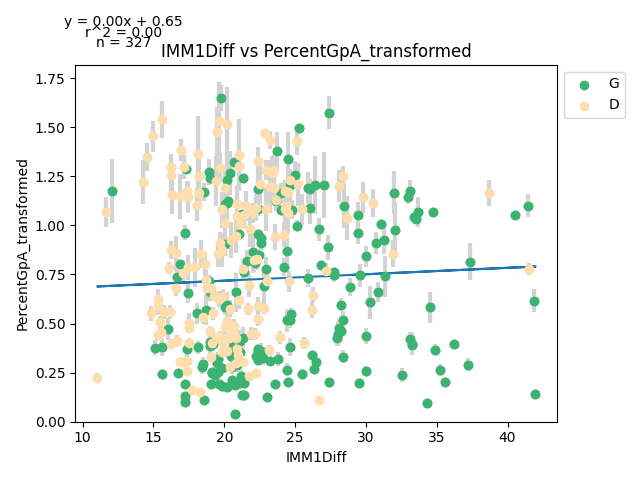 y = 0.00x + 0.65
r^2 = 0.00
n = 327
IMM1Diff vs PercentGpA_transformed
G
D
PercentGpA_transformed
1.75
1.50
1.25
1.00
0.75
0.50
0.25
0.00
10 15 20 25 30 35 40
IMM1Diff